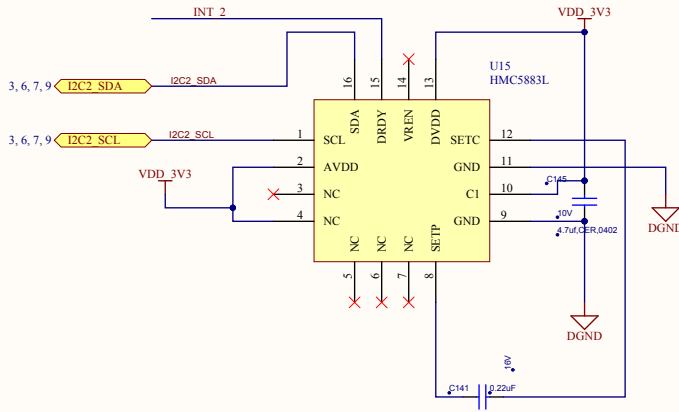 INT_2
VDD_3V3
U15
HMC5883L
16
15
14
13
SDA
DRDY
VREN
DVDD
3, 6, 7, 9
I2C2_SDA
I2C2_SDA
3, 6, 7, 9
I2C2_SCL
I2C2_SCL
1
SCL
SETC
12
VDD_3V3
2
AVDD
GND
11
3
NC
C1
10
C145
4
NC
GND
9
10V
4.7uf,CER,0402
NC
NC
NC
SETP
5
6
7
8
DGND
DGND
16V
C141
0.22uF